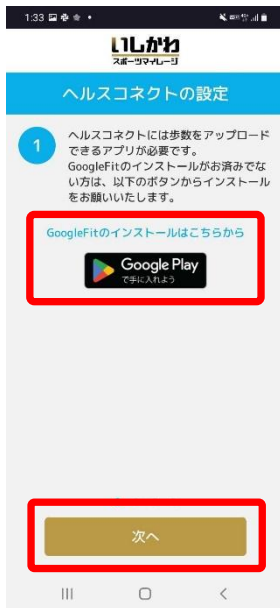 1:33
いしかわ
スポーツマイレージ
ヘルスコネクトの設定
1
ヘルスコネクトには歩数をアップロード
できるアプリが必要です。
GoogleFitのインストールがお済みでな
い方は、以下のボタンからインストール
をお願いいたします。
GoogleFitのインストールはこちらから
Google Play
で手に入れよう
次へ